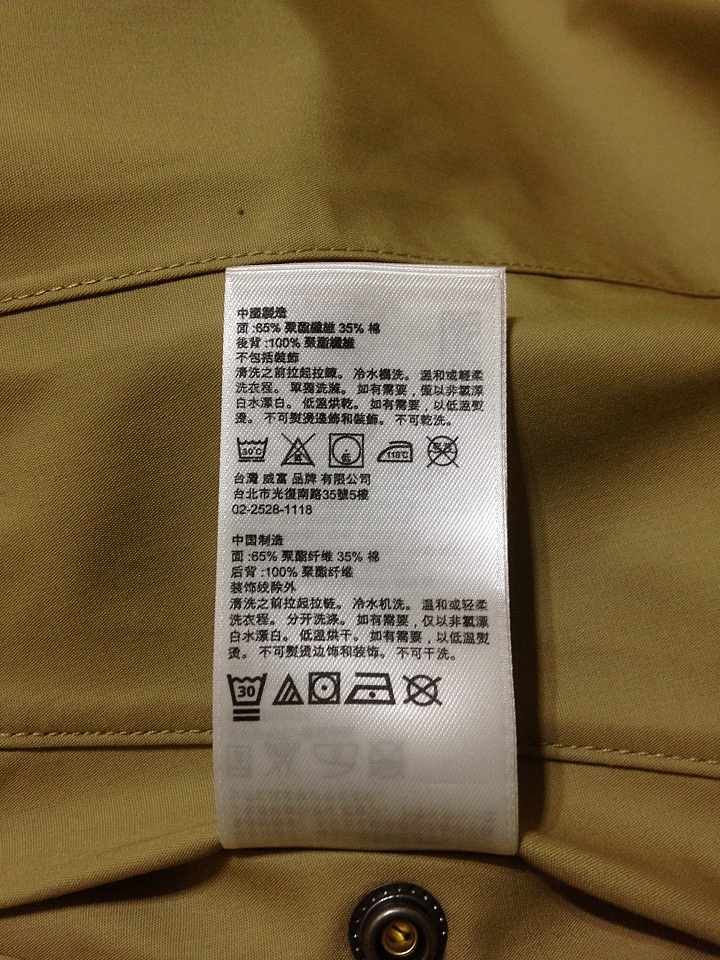 中國製造
面 :65% 聚酯纖維 35% 棉
後背 :100% 聚酯纖維
不包括裝飾
清洗之前拉起拉鍊。 冷水機洗。 溫和或輕柔
洗衣程。 單獨洗滌。 如有需要，僅以非氯漂
白水漂白。 低溫烘乾。 如有需要，以低溫熨
燙。 不可熨燙邊飾和裝飾。 不可乾洗。
30°C 110°C
台灣 威富 品牌 有限公司
台北市光復南路35號5樓
02-2528-1118
中国制造
面 :65% 聚酯纤维 35% 棉
后背 :100% 聚酯纤维
装饰绞除外
清洗之前拉起拉链。 冷水机洗。 温和或轻柔
洗衣程。 分开洗涤。 如有需要，仅以非氯漂
白水漂白。 低温烘干。 如有需要，以低温熨
烫。 不可熨烫边饰和装饰。 不可干洗。
30